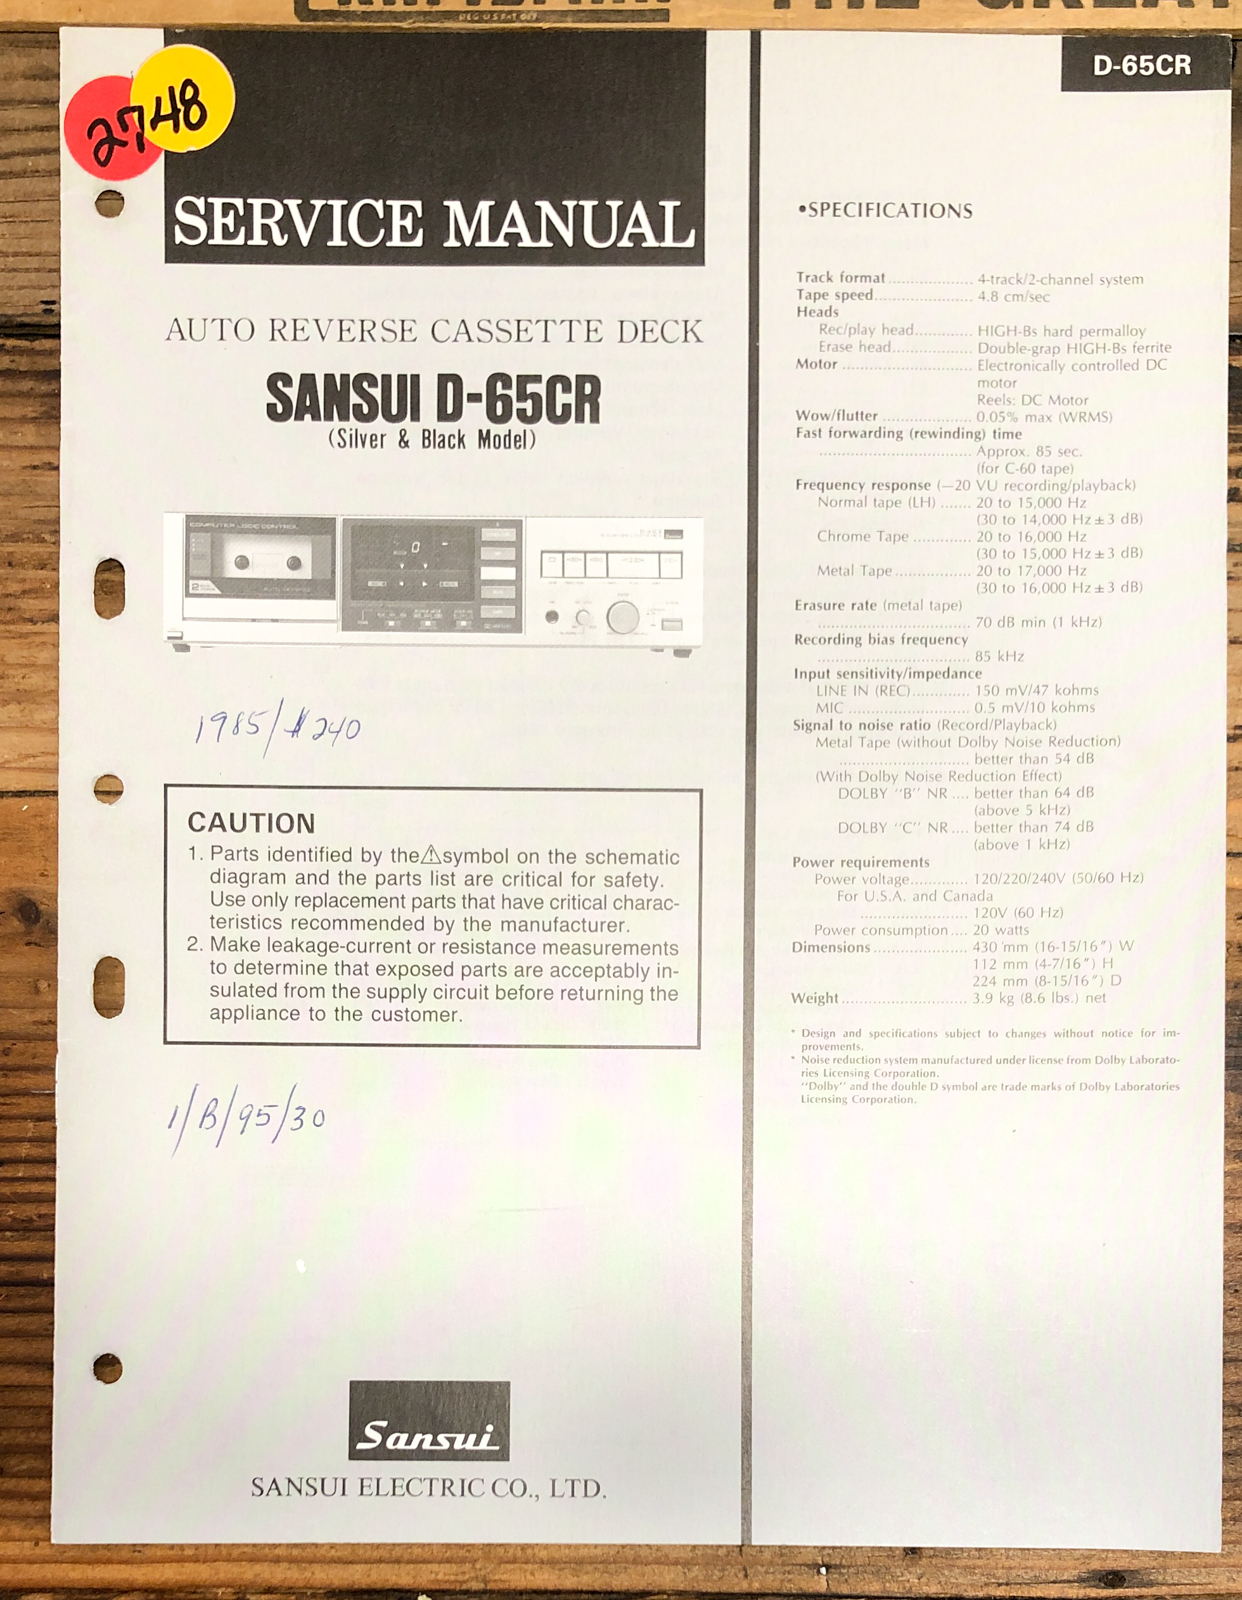 REG US PAT OFF
THE GREAT
2748
SERVICE MANUAL
AUTO REVERSE CASSETTE DECK
SANSUI D-65CR
(Silver & Black Model)
COMPUTER LOGIC CONTROL
1985/$240
CAUTION
1. Parts identified by the⚠symbol on the schematic
diagram and the parts list are critical for safety.
Use only replacement parts that have critical charac-
teristics recommended by the manufacturer.
2. Make leakage-current or resistance measurements
to determine that exposed parts are acceptably in-
sulated from the supply circuit before returning the
appliance to the customer.
1/B/95/30
Sansui
SANSUI ELECTRIC CO., LTD.
D-65CR
•SPECIFICATIONS
Track format .................. 4-track/2-channel system
Tape speed..................... 4.8 cm/sec
Heads
Rec/play head............ HIGH-Bs hard permalloy
Erase head................. Double-grap HIGH-Bs ferrite
Motor ............................ Electronically controlled DC
motor
Reels: DC Motor
Wow/flutter ................... 0.05% max (WRMS)
Fast forwarding (rewinding) time
................................. Approx. 85 sec.
(for C-60 tape)
Frequency response (—20 VU recording/playback)
Normal tape (LH) ....... 20 to 15,000 Hz
(30 to 14,000 Hz±3 dB)
Chrome Tape ............. 20 to 16,000 Hz
(30 to 15,000 Hz±3 dB)
Metal Tape ................. 20 to 17,000 Hz
(30 to 16,000 Hz±3 dB)
Erasure rate (metal tape)
................................. 70 dB min (1 kHz)
Recording bias frequency
................................. 85 kHz
Input sensitivity/impedance
LINE IN (REC)............ 150 mV/47 kohms
MIC .......................... 0.5 mV/10 kohms
Signal to noise ratio (Record/Playback)
Metal Tape (without Dolby Noise Reduction)
............................ better than 54 dB
(With Dolby Noise Reduction Effect)
DOLBY "B" NR .... better than 64 dB
(above 5 kHz)
DOLBY "C" NR .... better than 74 dB
(above 1 kHz)
Power requirements
Power voltage............ 120/220/240V (50/60 Hz)
For U.S.A. and Canada
....................... 120V (60 Hz)
Power consumption .... 20 watts
Dimensions .................... 430 mm (16-15/16") W
112 mm (4-7/16") H
224 mm (8-15/16") D
Weight ........................... 3.9 kg (8.6 lbs.) net
* Design and specifications subject to changes without notice for im-
provements.
* Noise reduction system manufactured under license from Dolby Laborato-
ries Licensing Corporation.
"Dolby" and the double D symbol are trade marks of Dolby Laboratories
Licensing Corporation.